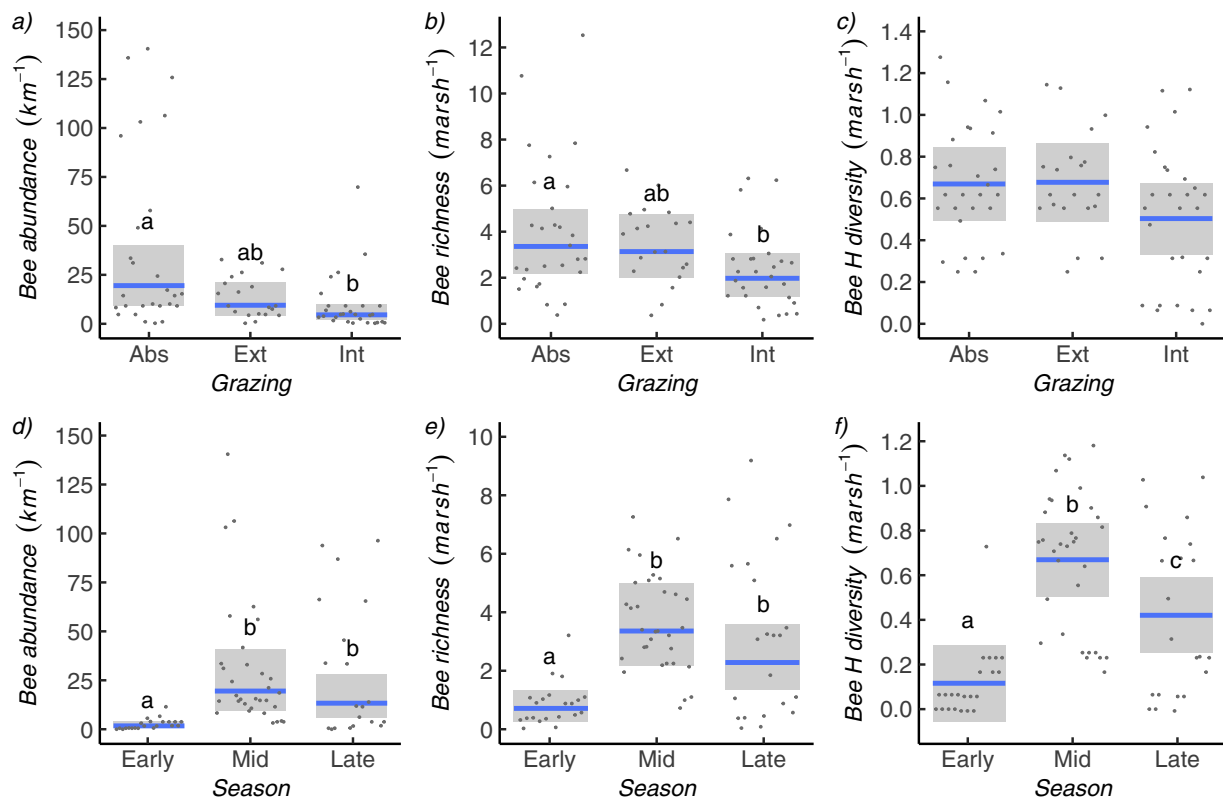 a)
Bee abundance (km⁻¹)
150
125
100
75
50
25
0
a
ab
b
Abs Ext Int
Grazing
b)
Bee richness (marsh⁻¹)
12
10
8
6
4
2
0
a
ab
b
Abs Ext Int
Grazing
c)
Bee H diversity (marsh⁻¹)
1.4
1.2
1.0
0.8
0.6
0.4
0.2
0.0
Abs Ext Int
Grazing
d)
Bee abundance (km⁻¹)
150
125
100
75
50
25
0
a
b
b
Early Mid Late
Season
e)
Bee richness (marsh⁻¹)
10
8
6
4
2
0
a
b
b
Early Mid Late
Season
f)
Bee H diversity (marsh⁻¹)
1.2
1.0
0.8
0.6
0.4
0.2
0.0
a
b
c
Early Mid Late
Season